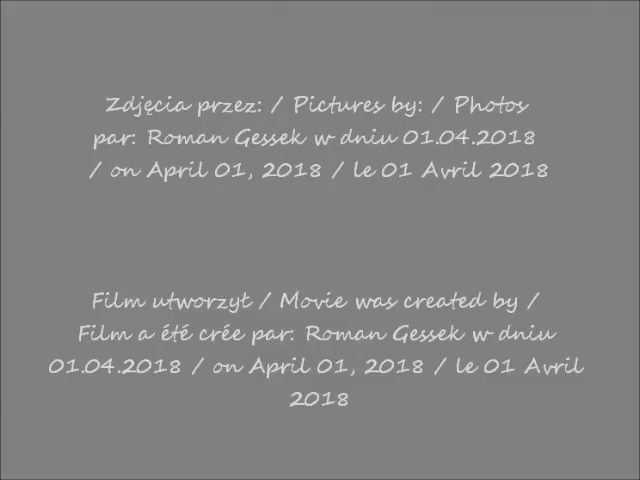 Zdjęcia przez: / Pictures by: / Photos
par: Roman Gessek w dniu 01.04.2018
/ on April 01, 2018 / le 01 Avril 2018
Film utworzył / Movie was created by /
Film a été crée par: Roman Gessek w dniu
01.04.2018 / on April 01, 2018 / le 01 Avril
2018